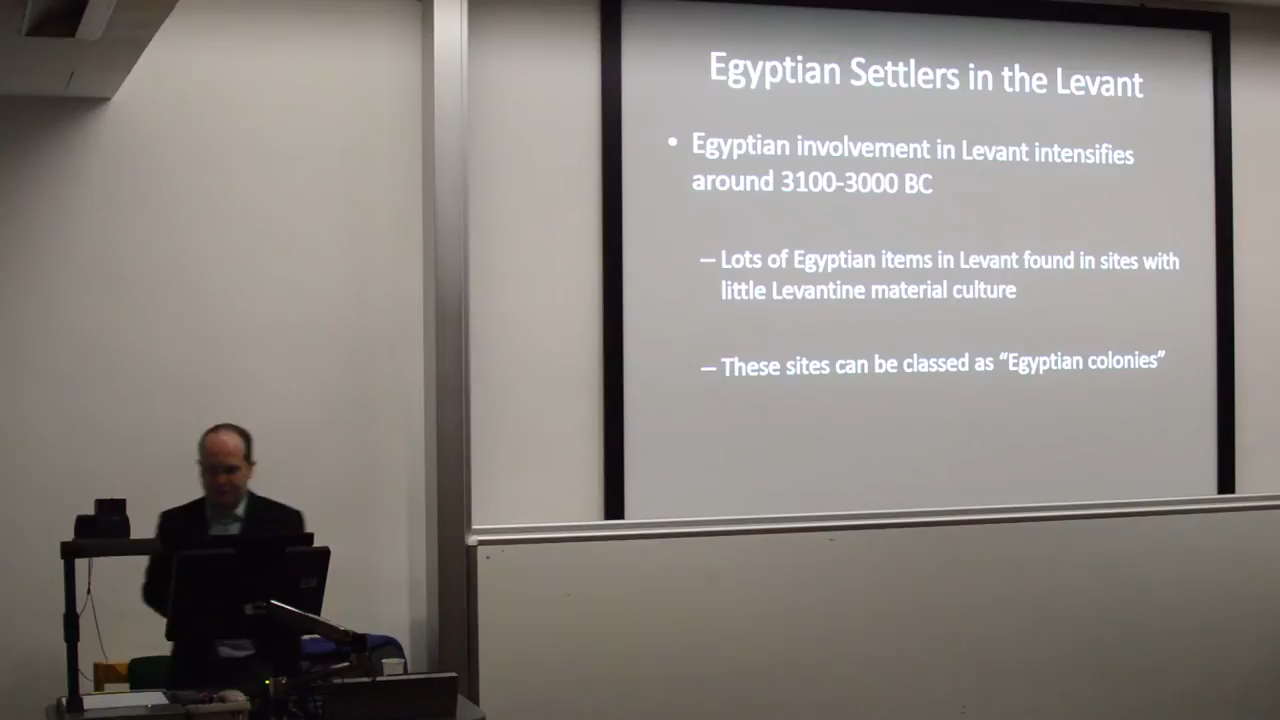 Egyptian Settlers in the Levant
• Egyptian involvement in Levant intensifies
around 3100-3000 BC
– Lots of Egyptian items in Levant found in sites with
little Levantine material culture
– These sites can be classed as “Egyptian colonies”